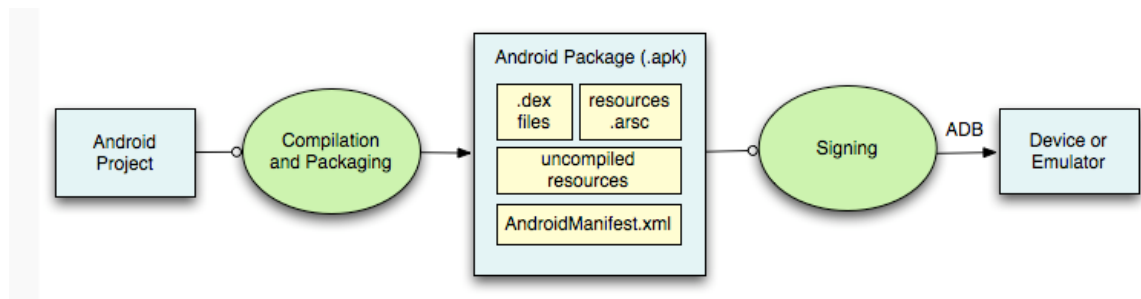 Android
Project
Compilation
and Packaging
Android Package (.apk)
.dex
files
resources
.arsc
uncompiled
resources
AndroidManifest.xml
Signing
ADB
Device or
Emulator